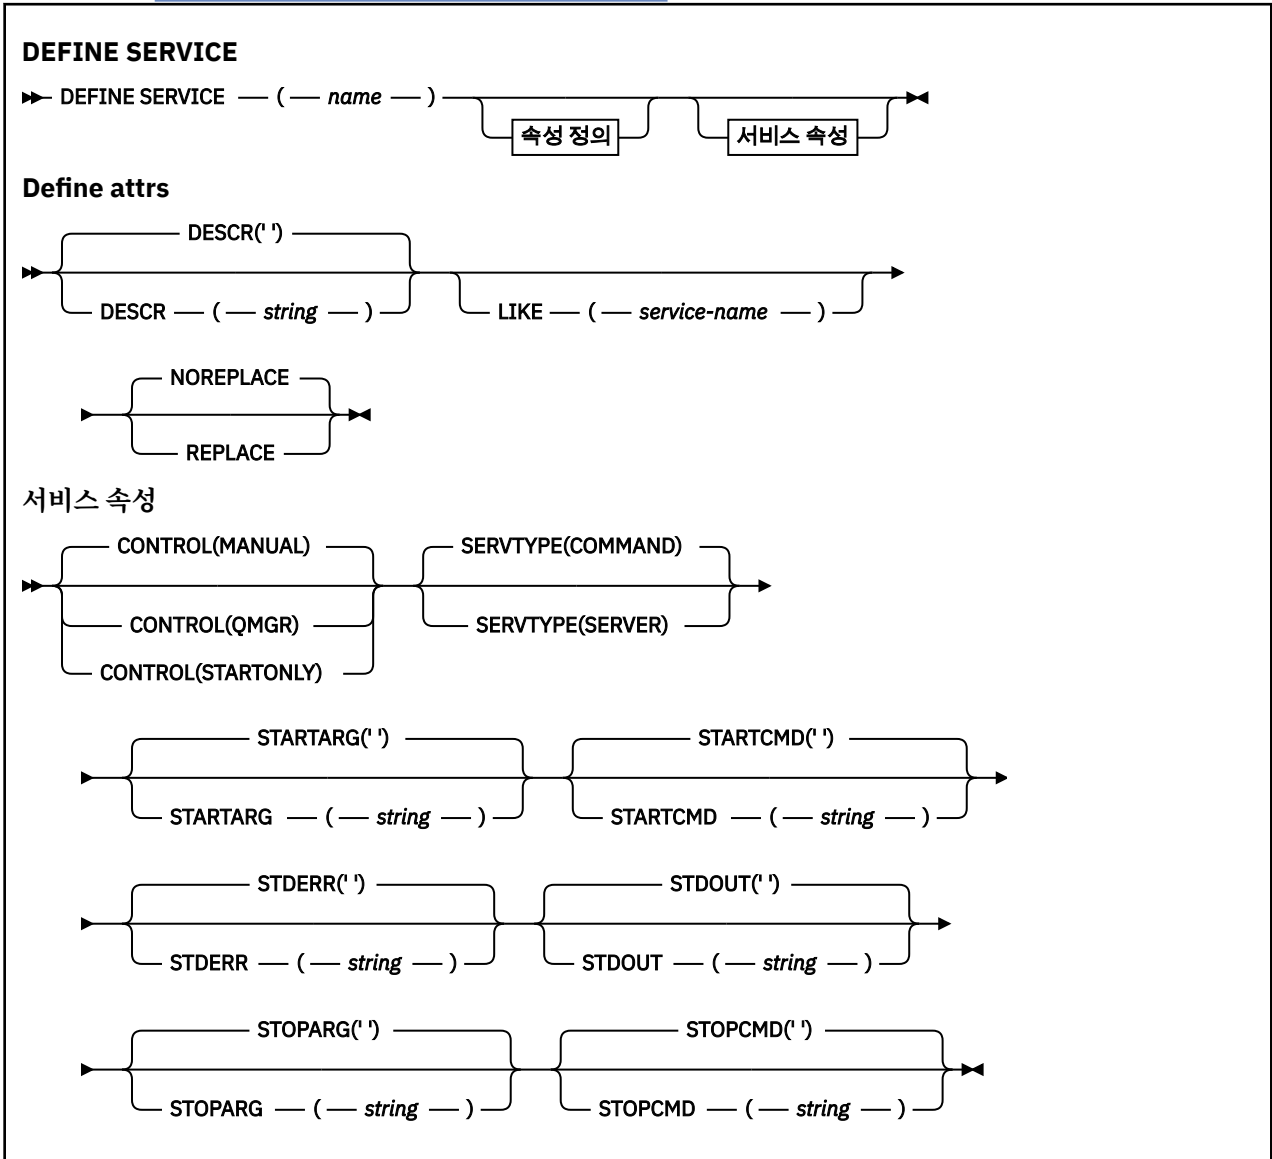 DEFINE SERVICE
DEFINE SERVICE ( name )
속성 정의 서비스 속성
Define attrs
DESCR(' ')
DESCR ( string ) LIKE ( service-name )
NOREPLACE
REPLACE
서비스 속성
CONTROL(MANUAL) SERVTYPE(COMMAND)
CONTROL(QMGR) SERVTYPE(SERVER)
CONTROL(STARTONLY)
STARTARG(' ') STARTCMD(' ')
STARTARG ( string ) STARTCMD ( string )
STDERR(' ') STDOUT(' ')
STDERR ( string ) STDOUT ( string )
STOPARG(' ') STOPCMD(' ')
STOPARG ( string ) STOPCMD ( string )